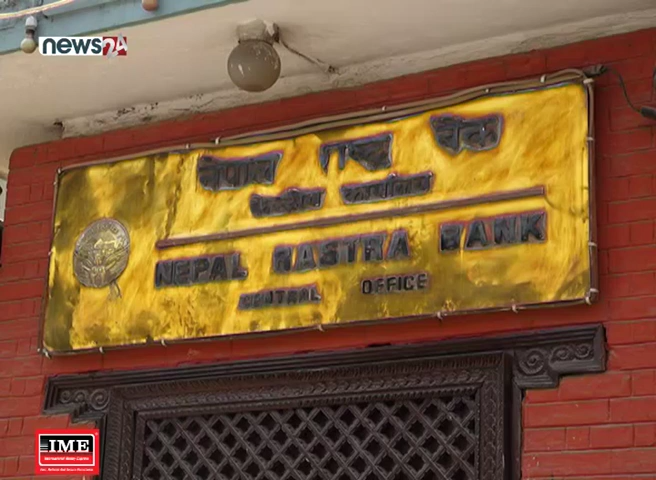 news24
नेपाल राष्ट्र बैंक
केन्द्रीय कार्यालय
NEPAL RASTRA BANK
CENTRAL OFFICE
IME